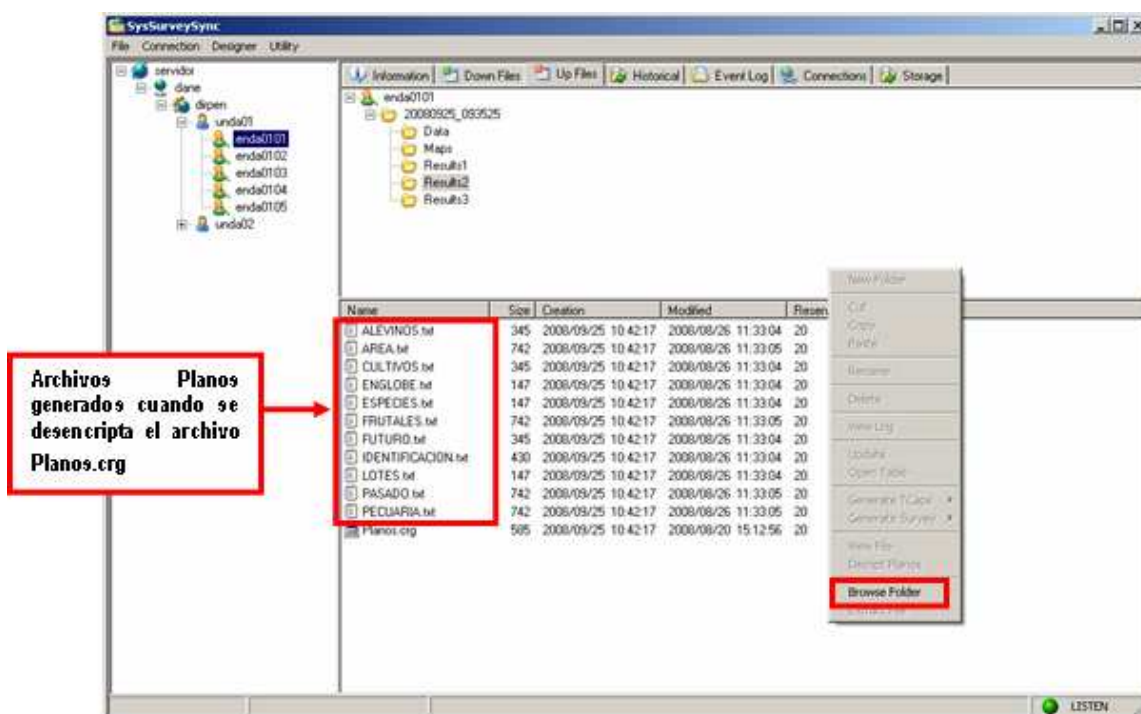 SysSurveySync
File Connection Designer Utility
servidor
dane
dirpen
unda01
enda0101
enda0102
enda0103
enda0104
enda0105
unda02
Information Down Files Up Files Historical Event Log Connections Storage
enda0101
20080925_093525
Data
Maps
Results1
Results2
Results3
Name Size Creation Modified Reserv
ALEVINOS.txt 345 2008/09/25 10:42:17 2008/08/26 11:33:04 20
AREA.txt 742 2008/09/25 10:42:17 2008/08/26 11:33:05 20
CULTIVOS.txt 345 2008/09/25 10:42:17 2008/08/26 11:33:04 20
ENGLOBE.txt 147 2008/09/25 10:42:17 2008/08/26 11:33:04 20
ESPECIES.txt 147 2008/09/25 10:42:17 2008/08/26 11:33:04 20
FRUTALES.txt 742 2008/09/25 10:42:17 2008/08/26 11:33:05 20
FUTURO.txt 345 2008/09/25 10:42:17 2008/08/26 11:33:04 20
IDENTIFICACION.txt 430 2008/09/25 10:42:17 2008/08/26 11:33:04 20
LOTES.txt 147 2008/09/25 10:42:17 2008/08/26 11:33:04 20
PASADO.txt 742 2008/09/25 10:42:17 2008/08/26 11:33:05 20
PECUARIA.txt 742 2008/09/25 10:42:17 2008/08/26 11:33:05 20
Planos.crg 585 2008/09/25 10:42:17 2008/08/20 15:12:56 20
Archivos Planos
generados cuando se
desencripta el archivo
Planos.crg
New Folder
Cut
Copy
Paste
Rename
Delete
View Log
Update
Open Table
Generate
Generate Survey
View File
Decrypt Planos
Browse Folder
LISTEN